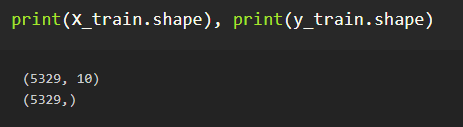 print(X_train.shape), print(y_train.shape)
(5329, 10)
(5329,)